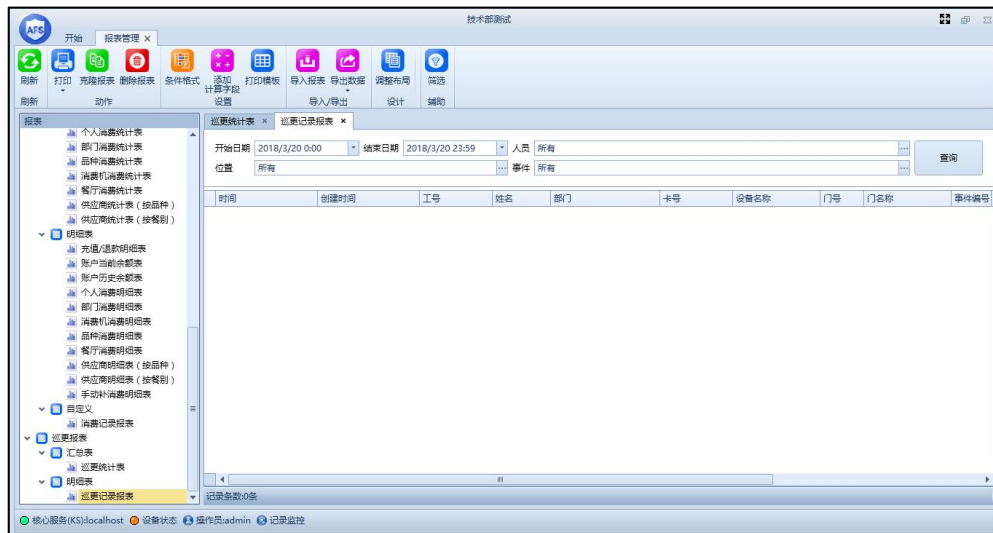 技术部测试
AFS
开始 报表管理 ×
刷新 打印 克隆报表 删除报表 条件格式 添加计算字段 打印模板 导入报表 导出数据 调整布局 筛选
刷新 动作 设置 导入/导出 设计 辅助
报表
个人消费统计表
部门消费统计表
品种消费统计表
消费机消费统计表
餐厅消费统计表
供应商统计表（按品种）
供应商统计表（按餐别）
明细表
充值/退款明细表
账户当前余额表
账户历史余额表
个人消费明细表
部门消费明细表
消费机消费明细表
品种消费明细表
餐厅消费明细表
供应商明细表（按品种）
供应商明细表（按餐别）
手动补消费明细表
自定义
消费记录报表
巡更报表
汇总表
巡更统计表
明细表
巡更记录报表
巡更统计表 × 巡更记录报表 ×
开始日期 2018/3/20 0:00 结束日期 2018/3/20 23:59 人员 所有 ...
位置 所有 ... 事件 所有 ...
查询
时间 创建时间 工号 姓名 部门 卡号 设备名称 门号 门名称 事件编号
记录条数:0条
核心服务(KS):localhost 设备状态 操作员:admin 记录监控